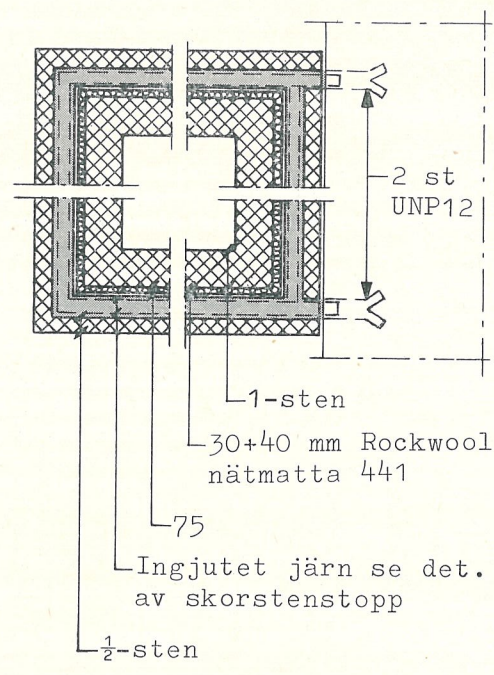 2 st
UNP12
1-sten
30+40 mm Rockwool
nätmatta 441
75
Ingjutet järn se det.
av skorstenstopp
½-sten